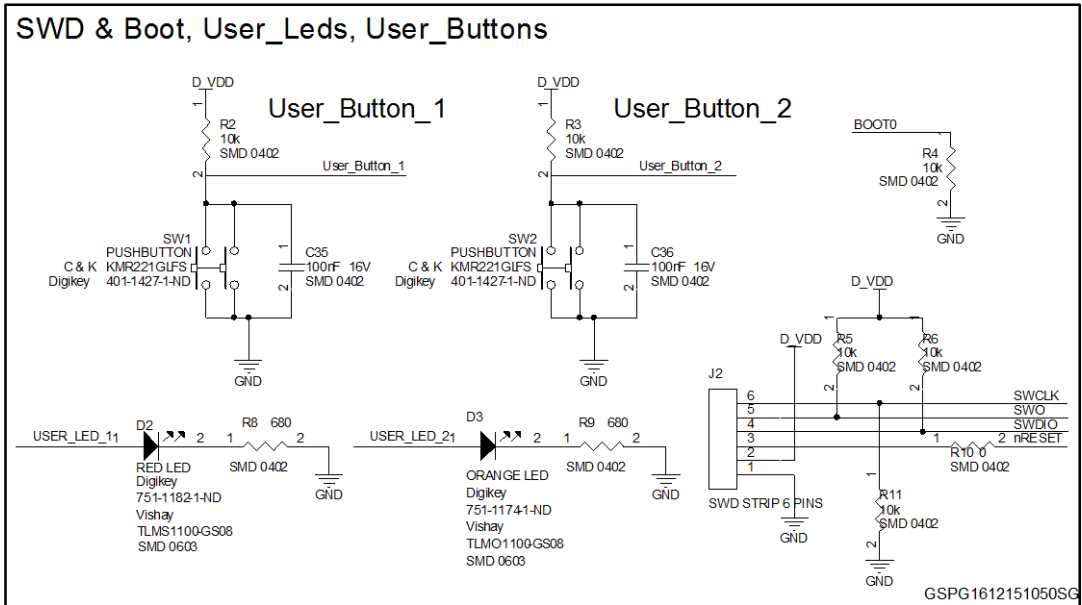 SWD & Boot, User_Leds, User_Buttons
D_VDD
1
R2
10k
SMD 0402
2
User_Button_1
User_Button_1
SW1
PUSHBUTTON
C & K KMR221GLFS
Digikey 401-1427-1-ND
1
C35
100nF 16V
SMD 0402
2
GND
D_VDD
1
R3
10k
SMD 0402
2
User_Button_2
User_Button_2
SW2
PUSHBUTTON
C & K KMR221GLFS
Digikey 401-1427-1-ND
1
C36
100nF 16V
SMD 0402
2
GND
BOOT0
1
R4
10k
SMD 0402
2
GND
USER_LED_1 1
D2
2
RED LED
Digikey
751-1182-1-ND
Vishay
TLMS1100-GS08
SMD 0603
R8 680
1 2
SMD 0402
GND
USER_LED_2 1
D3
2
ORANGE LED
Digikey
751-1174-1-ND
Vishay
TLMO1100-GS08
SMD 0603
R9 680
1 2
SMD 0402
GND
D_VDD
1
R5
10k
SMD 0402
2
1
R6
10k
SMD 0402
2
D_VDD
J2
6
5
4
3
2
1
SWD STRIP 6 PINS
GND
SWCLK
SWO
SWDIO
nRESET
1 2
R10 0
SMD 0402
1
R11
10k
SMD 0402
2
GND
GSPG1612151050SG